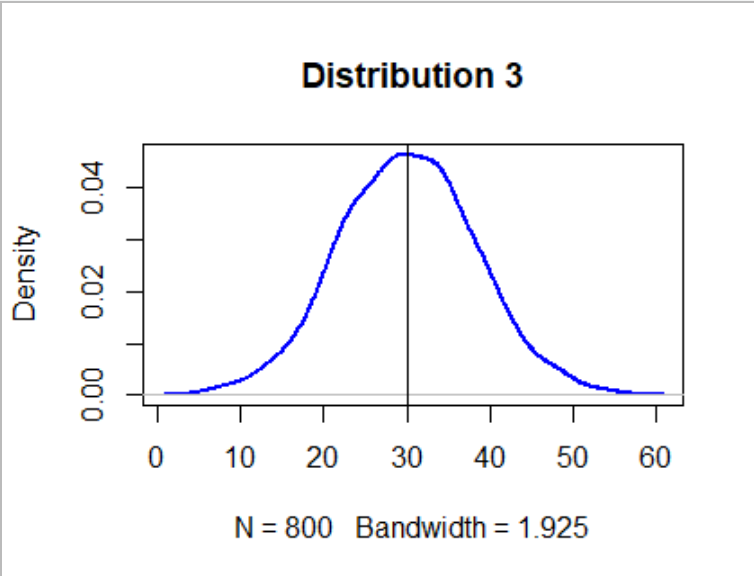 Distribution 3
Density
0.04
0.02
0.00
0 10 20 30 40 50 60
N = 800 Bandwidth = 1.925